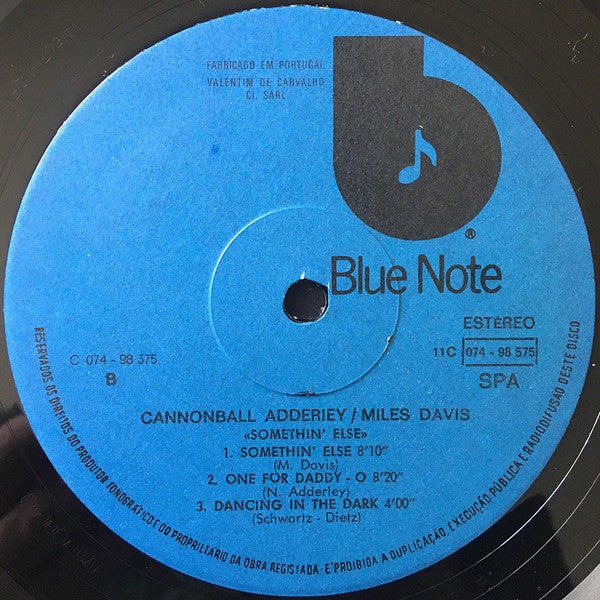 FABRICADO EM PORTUGAL
VALENTIM DE CARVALHO
CI. SARL
®
Blue Note
ESTÉREO
C 074 - 98 575
11C 074 - 98 575
B
SPA
CANNONBALL ADDERIEY / MILES DAVIS
«SOMETHIN' ELSE»
1. SOMETHIN' ELSE 8'10"
(M. Davis)
2. ONE FOR DADDY - O 8'20"
(N. Adderley)
3. DANCING IN THE DARK 4'00"
(Schwartz - Dietz)
RESERVADOS OS DIREITOS DO PRODUTOR FONOGRÁFICO E DO PROPRIETARIO DA OBRA REGISTADA - E' PROIBIDA A DUPLICAÇÃO, EXECUÇÃO PÚBLICA E RADIODIFUSÃO DESTE DISCO